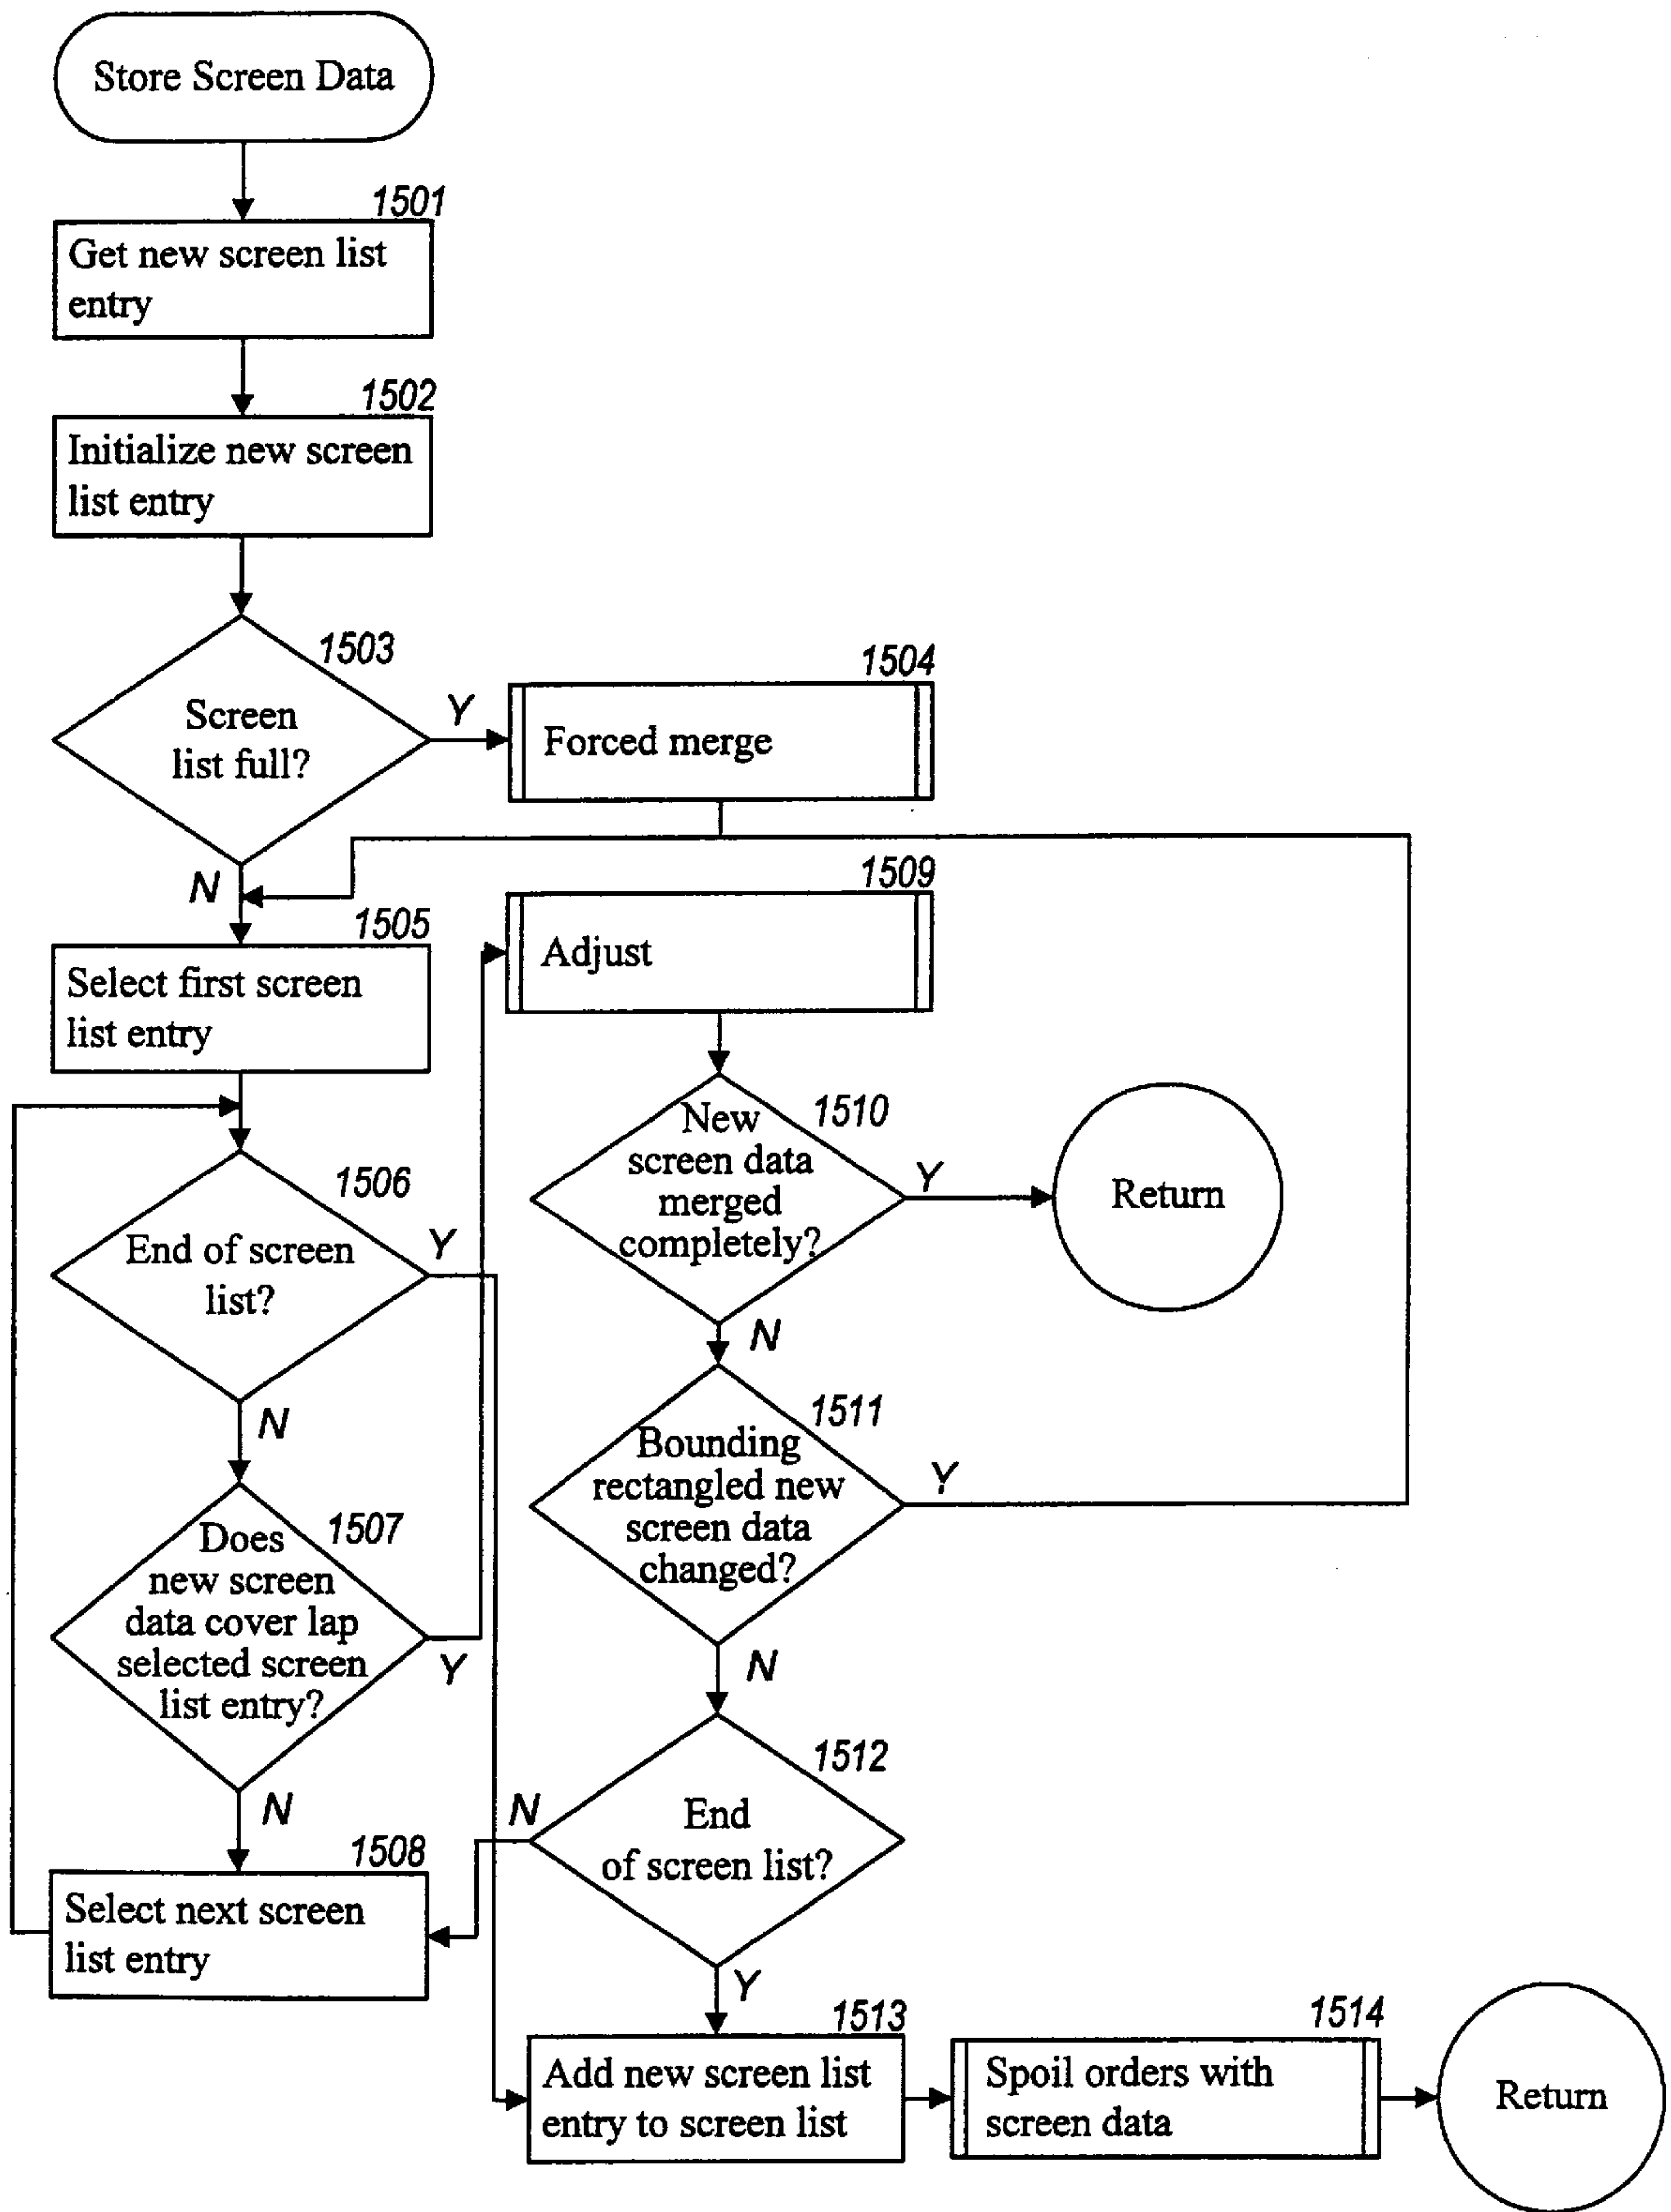 Store Screen Data
1501
Get new screen list
entry
1502
Initialize new screen
list entry
1503
Screen
list full?
Y
N
1504
Forced merge
1505
Select first screen
list entry
1506
End of screen
list?
Y
N
1507
Does
new screen
data cover lap
selected screen
list entry?
Y
N
1508
Select next screen
list entry
1509
Adjust
1510
New
screen data
merged
completely?
Y
Return
N
1511
Bounding
rectangled new
screen data
changed?
Y
N
1512
End
of screen list?
N
Y
1513
Add new screen list
entry to screen list
1514
Spoil orders with
screen data
Return